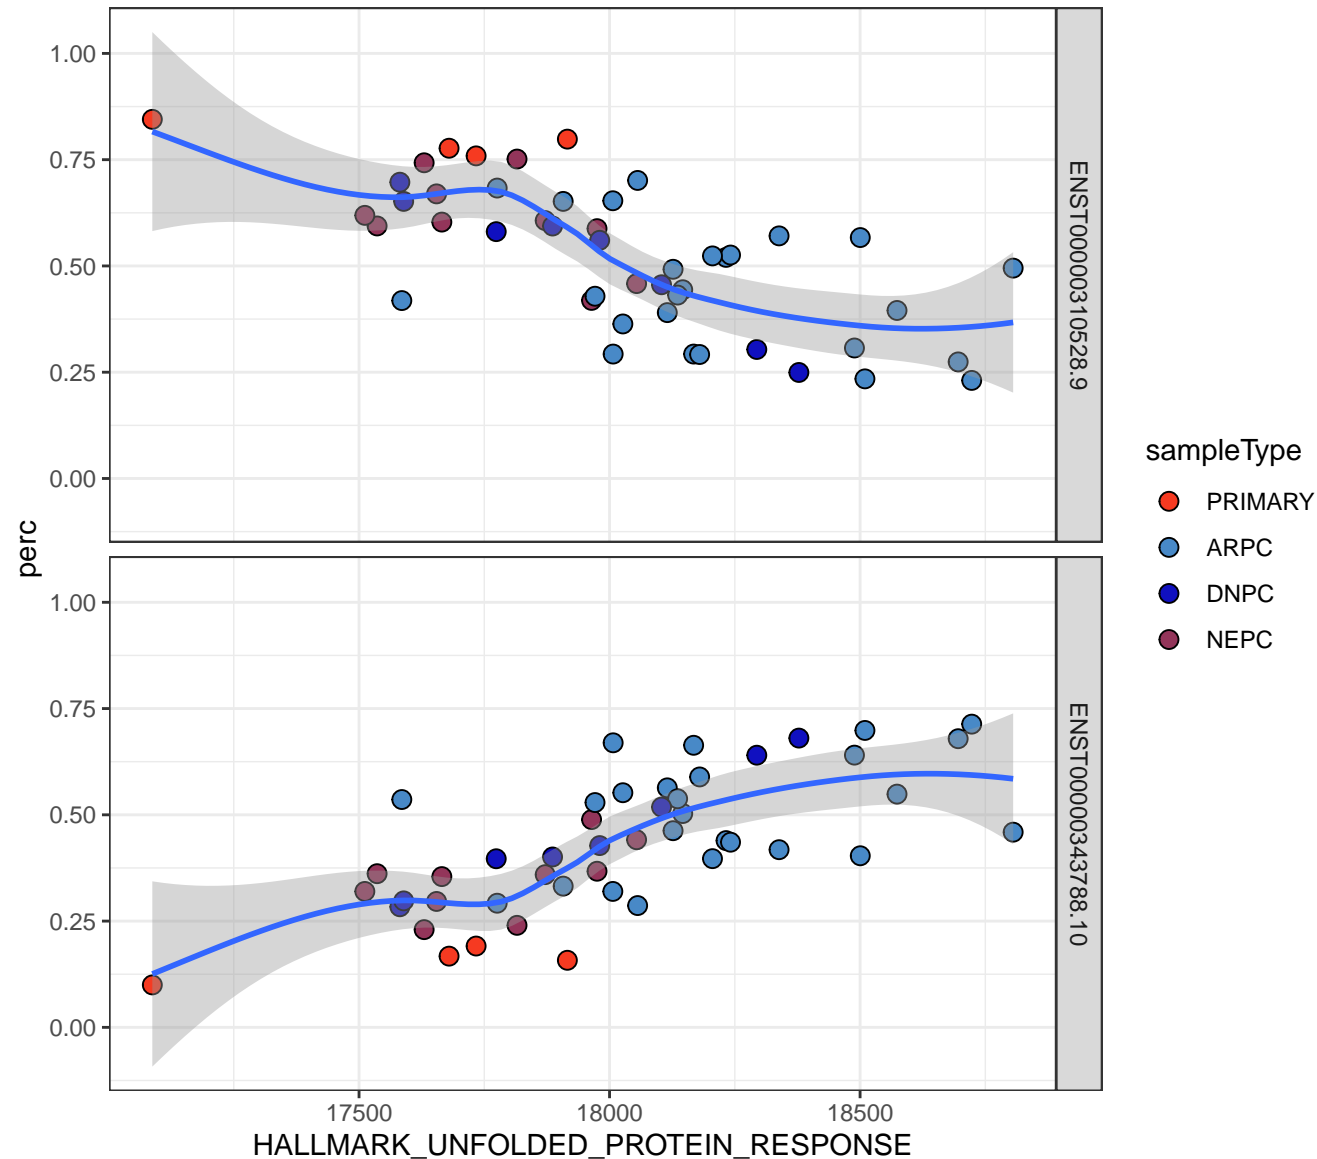 1.00
0.75
0.50
0.25
0.00
ENST00000310528.9
1.00
0.75
0.50
0.25
0.00
ENST00000343788.10
perc
17500
18000
18500
HALLMARK_UNFOLDED_PROTEIN_RESPONSE
sampleType
PRIMARY
ARPC
DNPC
NEPC